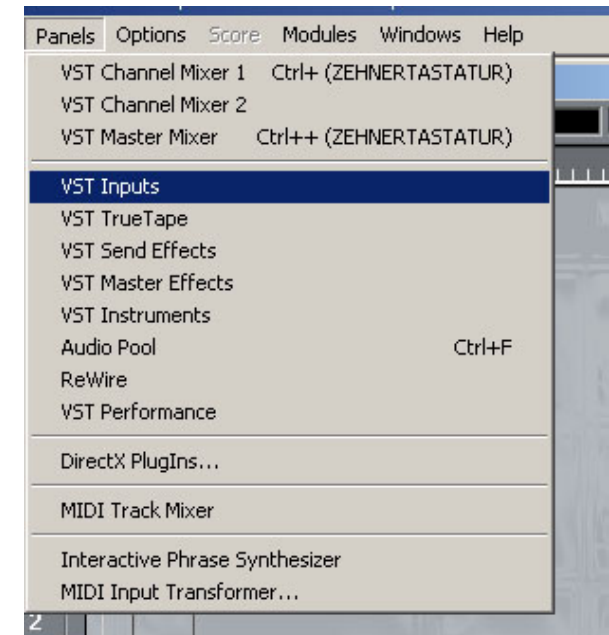 Panels Options Score Modules Windows Help
VST Channel Mixer 1 Ctrl+ (ZEHNERTASTATUR)
VST Channel Mixer 2
VST Master Mixer Ctrl++ (ZEHNERTASTATUR)
VST Inputs
VST TrueTape
VST Send Effects
VST Master Effects
VST Instruments
Audio Pool Ctrl+F
ReWire
VST Performance
DirectX PlugIns...
MIDI Track Mixer
Interactive Phrase Synthesizer
MIDI Input Transformer...
2